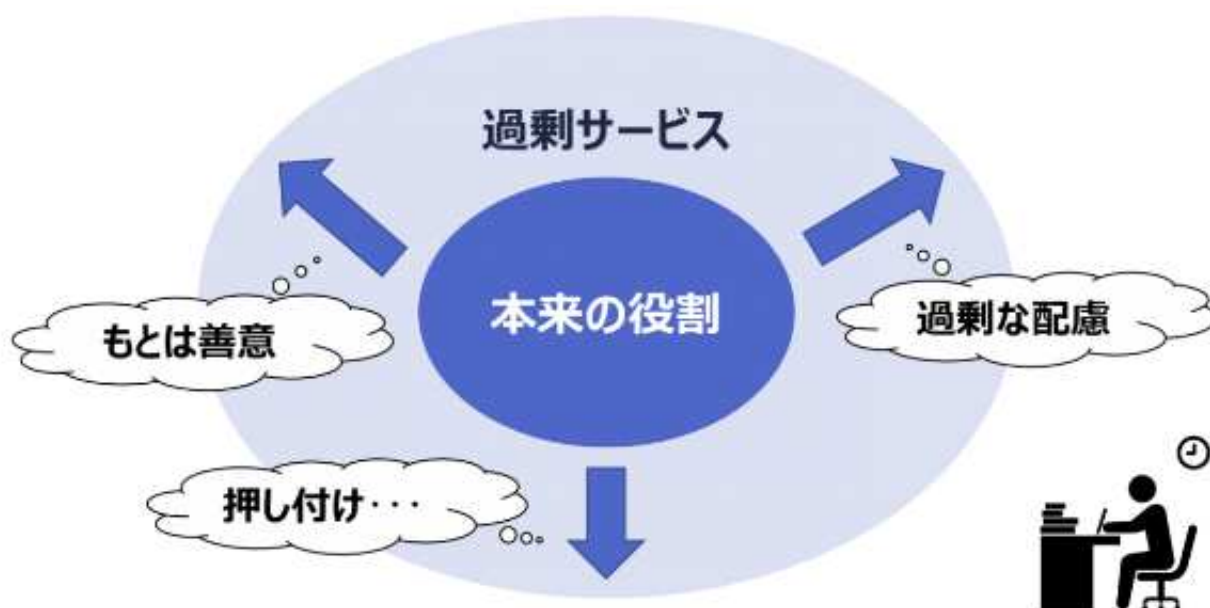 過剰サービス
本来の役割
もとは善意
過剰な配慮
押し付け・・・